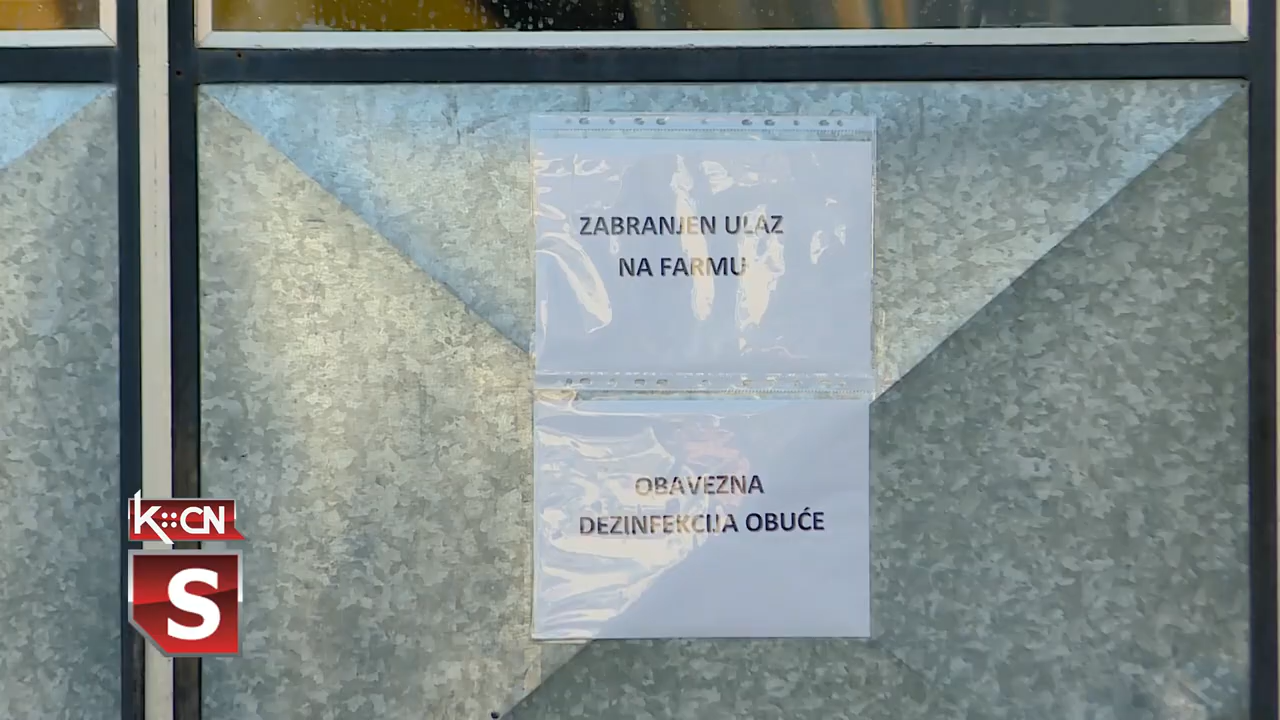 ZABRANJEN ULAZ
NA FARMU
OBAVEZNA
DEZINFEKCIJA OBUĆE
K::CN
S